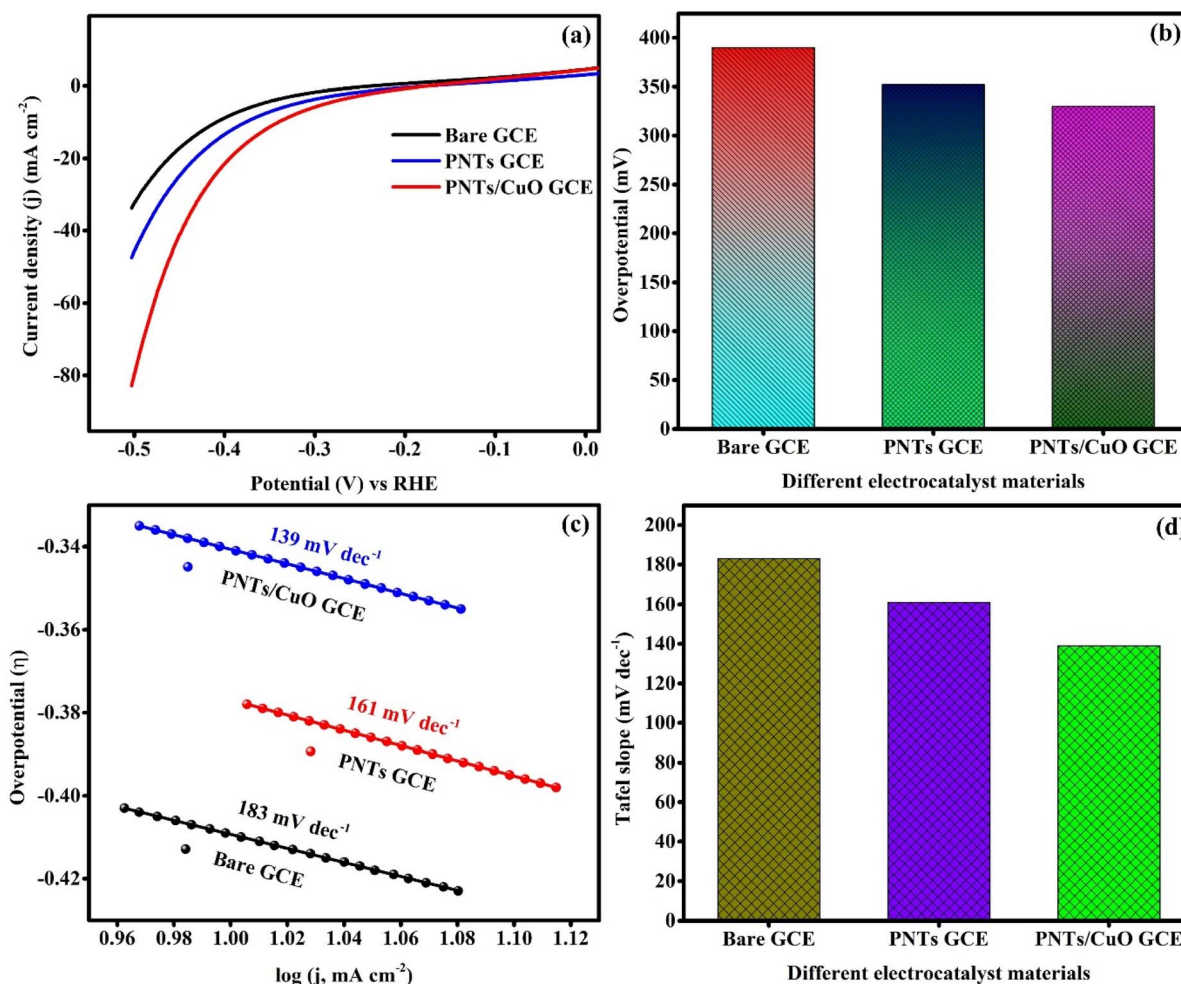 (a)
0
-20
-40
-60
-80
Current density (j) (mA cm⁻²)
Bare GCE
PNTs GCE
PNTs/CuO GCE
-0.5 -0.4 -0.3 -0.2 -0.1 0.0
Potential (V) vs RHE
(b)
400
350
300
250
200
150
100
50
0
Overpotential (mV)
Bare GCE PNTs GCE PNTs/CuO GCE
Different electrocatalyst materials
(c)
-0.34
-0.36
-0.38
-0.40
-0.42
Overpotential (η)
139 mV dec⁻¹
PNTs/CuO GCE
161 mV dec⁻¹
PNTs GCE
183 mV dec⁻¹
Bare GCE
0.96 0.98 1.00 1.02 1.04 1.06 1.08 1.10 1.12
log (j, mA cm⁻²)
(d)
200
180
160
140
120
100
80
60
40
20
0
Tafel slope (mV dec⁻¹)
Bare GCE PNTs GCE PNTs/CuO GCE
Different electrocatalyst materials